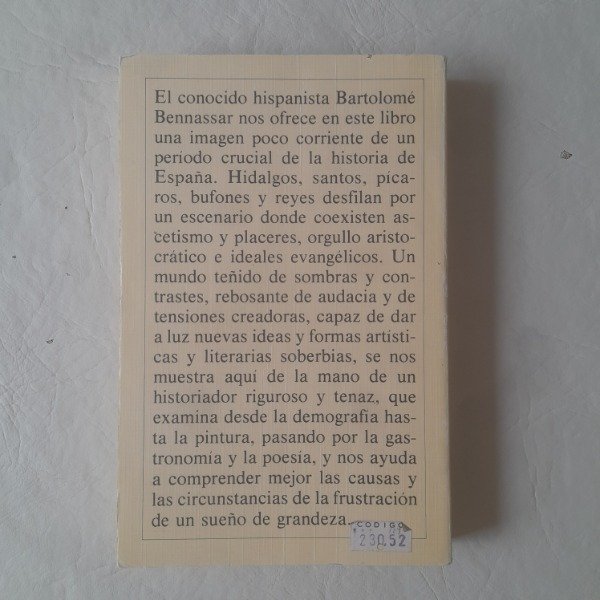 El conocido hispanista Bartolomé
Bennassar nos ofrece en este libro
una imagen poco corriente de un
período crucial de la historia de
España. Hidalgos, santos, píca-
ros, bufones y reyes desfilan por
un escenario donde coexisten as-
cetismo y placeres, orgullo aristo-
crático e ideales evangélicos. Un
mundo teñido de sombras y con-
trastes, rebosante de audacia y de
tensiones creadoras, capaz de dar
a luz nuevas ideas y formas artísti-
cas y literarias soberbias, se nos
muestra aquí de la mano de un
historiador riguroso y tenaz, que
examina desde la demografía has-
ta la pintura, pasando por la gas-
tronomía y la poesía, y nos ayuda
a comprender mejor las causas y
las circunstancias de la frustración
de un sueño de grandeza.
CODIGO
23052